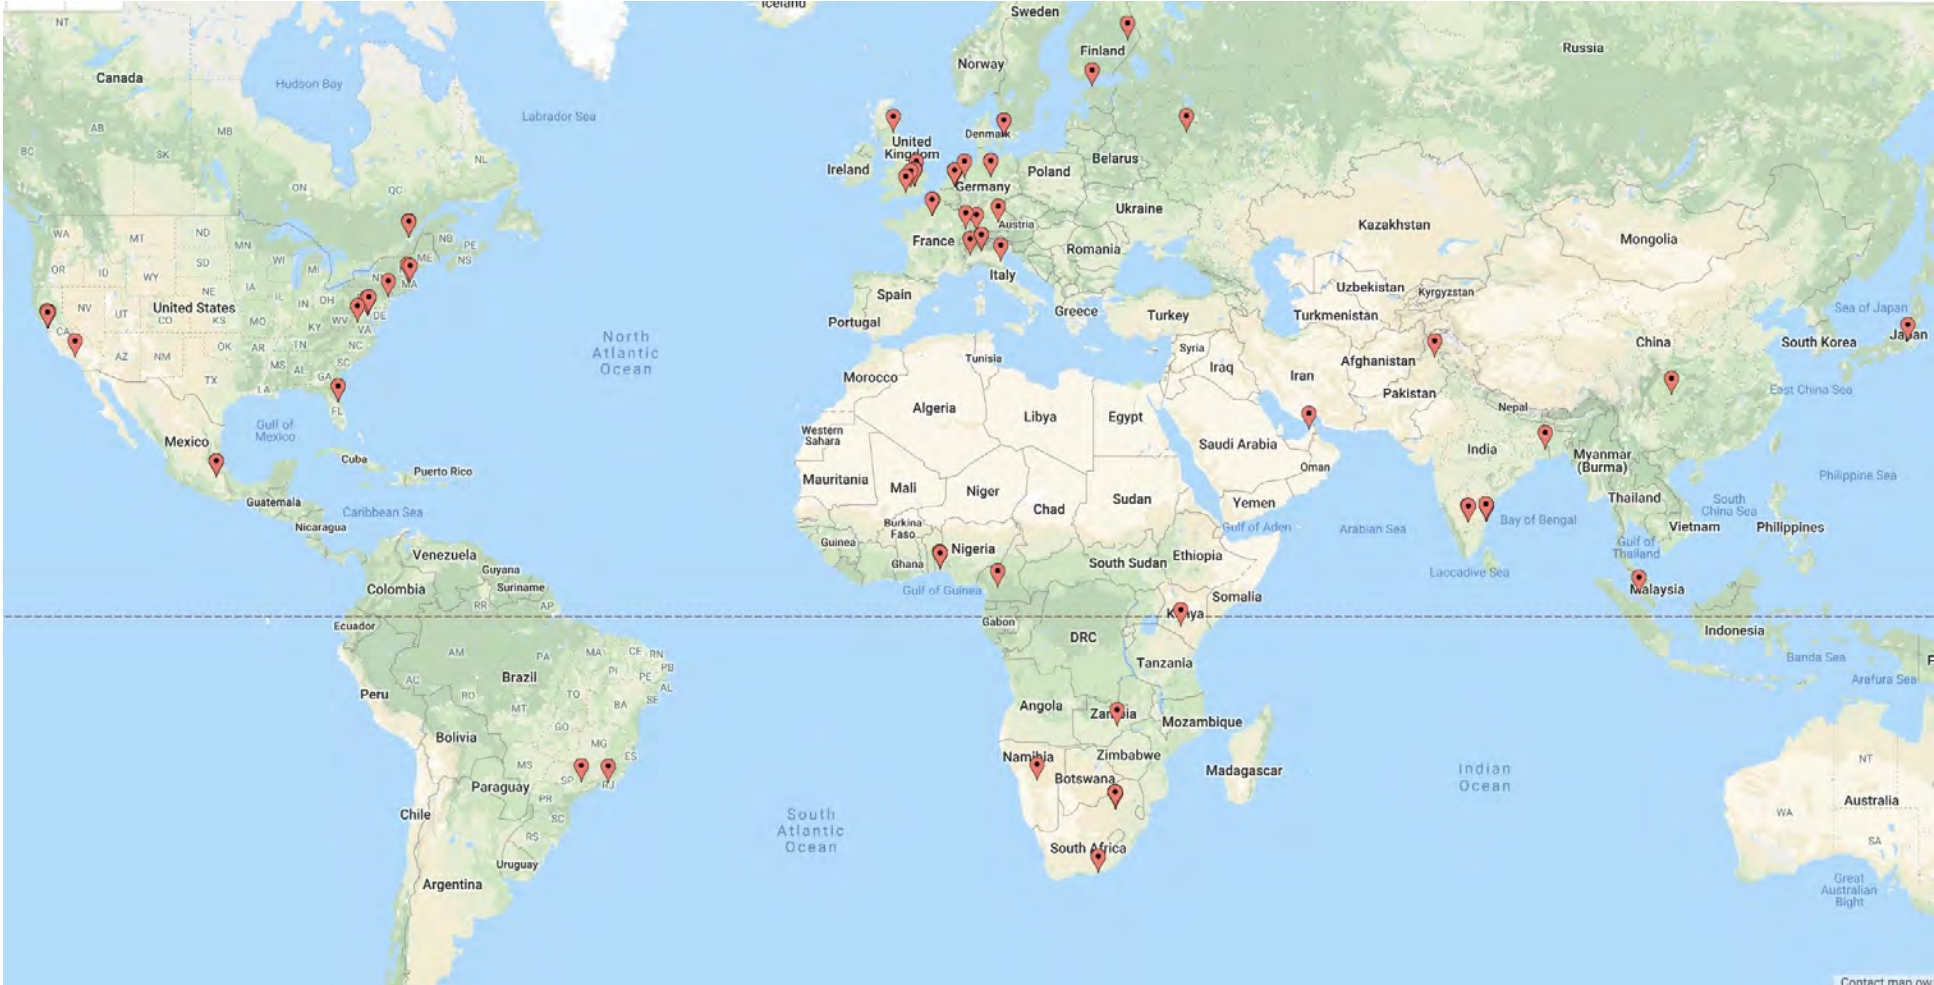 Iceland
Sweden
NT
Finland
Russia
Norway
Canada
Hudson Bay
Labrador Sea
AB
MB
BC
SK
Denmark
United
Kingdom
Ireland
Belarus
Poland
Germany
NL
ON
QC
Ukraine
Kazakhstan
Austria
WA
MT
ND
MN
NB
PE
NS
ME
France
Romania
Mongolia
OR
ID
WY
SD
WI
MI
Italy
Uzbekistan
Kyrgyzstan
NV
UT
NE
IA
IL
IN
OH
MA
Spain
Portugal
Greece
Turkey
Turkmenistan
Sea of Japan
United States
CO
KS
MO
KY
WV
VA
DE
CA
North
Atlantic
Ocean
Japan
South Korea
China
AZ
NM
OK
AR
TN
NC
SC
MS
AL
GA
TX
LA
FL
Tunisia
Syria
Iraq
Iran
Afghanistan
Pakistan
Morocco
Algeria
Libya
Egypt
Nepal
East China Sea
Gulf of
Mexico
Mexico
Western
Sahara
Saudi Arabia
India
Myanmar
(Burma)
Cuba
Puerto Rico
Mauritania
Mali
Niger
Chad
Sudan
Oman
Yemen
Philippine Sea
Guatemala
Caribbean Sea
Nicaragua
Thailand
South
China Sea
Vietnam
Philippines
Burkina
Faso
Guinea
Ghana
Nigeria
South Sudan
Ethiopia
Gulf of Aden
Arabian Sea
Bay of Bengal
Gulf of
Thailand
Laccadive Sea
Venezuela
Guyana
Suriname
Colombia
RR
AP
Gulf of Guinea
Somalia
Kenya
Malaysia
Ecuador
Gabon
DRC
Indonesia
AM
PA
MA
CE
RN
PB
PI
PE
AL
SE
Brazil
AC
RO
TO
BA
MT
Peru
Tanzania
Banda Sea
Arafura Sea
Angola
Zambia
Mozambique
GO
MG
ES
Bolivia
MS
SP
RJ
Paraguay
PR
SC
RS
Chile
Uruguay
Argentina
Namibia
Zimbabwe
Botswana
Madagascar
South Africa
South
Atlantic
Ocean
Indian
Ocean
NT
Australia
WA
SA
Great
Australian
Bight
Contact map ow